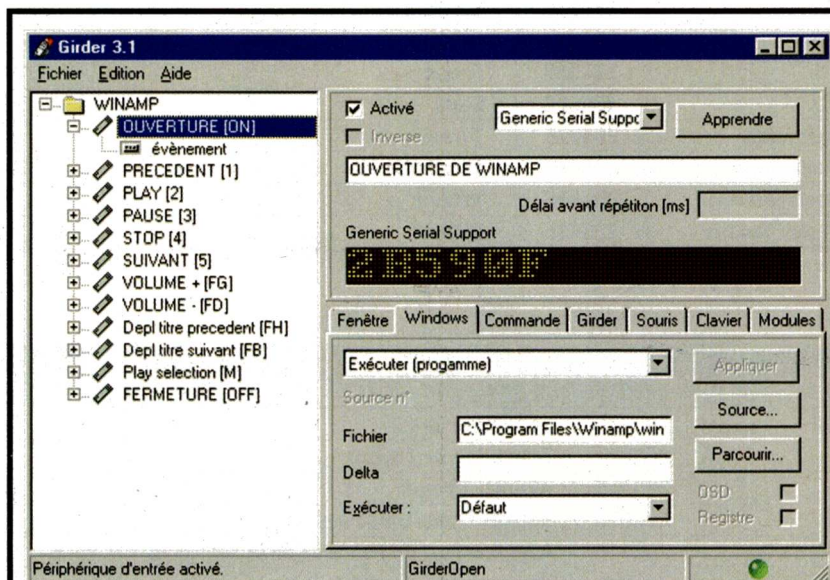 Girder 3.1
Fichier Edition Aide
WINAMP
OUVERTURE [ON]
évènement
PRECEDENT [1]
PLAY [2]
PAUSE [3]
STOP [4]
SUIVANT [5]
VOLUME + [FG]
VOLUME - [FD]
Depl titre precedent [FH]
Depl titre suivant [FB]
Play selection [M]
FERMETURE [OFF]
Activé
Generic Serial Suppc
Apprendre
Inverse
OUVERTURE DE WINAMP
Délai avant répétiton [ms]
Generic Serial Support
2B590F
Fenêtre Windows Commande Girder Souris Clavier Modules
Exécuter (progamme)
Appliquer
Source n°
Source...
Fichier
C:\Program Files\Winamp\win
Parcourir...
Delta
OSD
Exécuter :
Défaut
Registre
Périphérique d'entrée activé.
GirderOpen